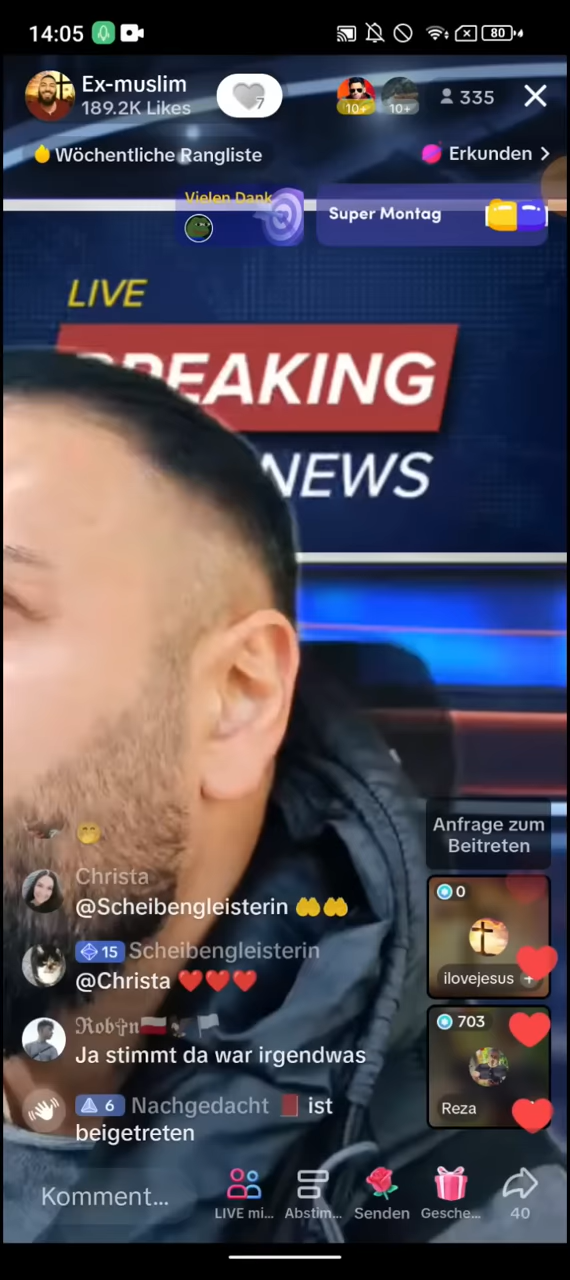 14:05
80
Ex-muslim
189.2K Likes
7
10+
10+
335
Wöchentliche Rangliste
Erkunden
Vielen Dank
Super Montag
LIVE
BREAKING
NEWS
Anfrage zum
Beitreten
Christa
@Scheibengleisterin 🤲🤲
15 Scheibengleisterin
@Christa ❤️❤️❤️
0
ilovejesus +
ℜ𝔬𝔟✞𝔫🇵🇱🦅🏳️
Ja stimmt da war irgendwas
703
Reza
6 Nachgedacht 📕 ist
beigetreten
Komment...
LIVE mi...
Abstim...
Senden
Gesche...
40